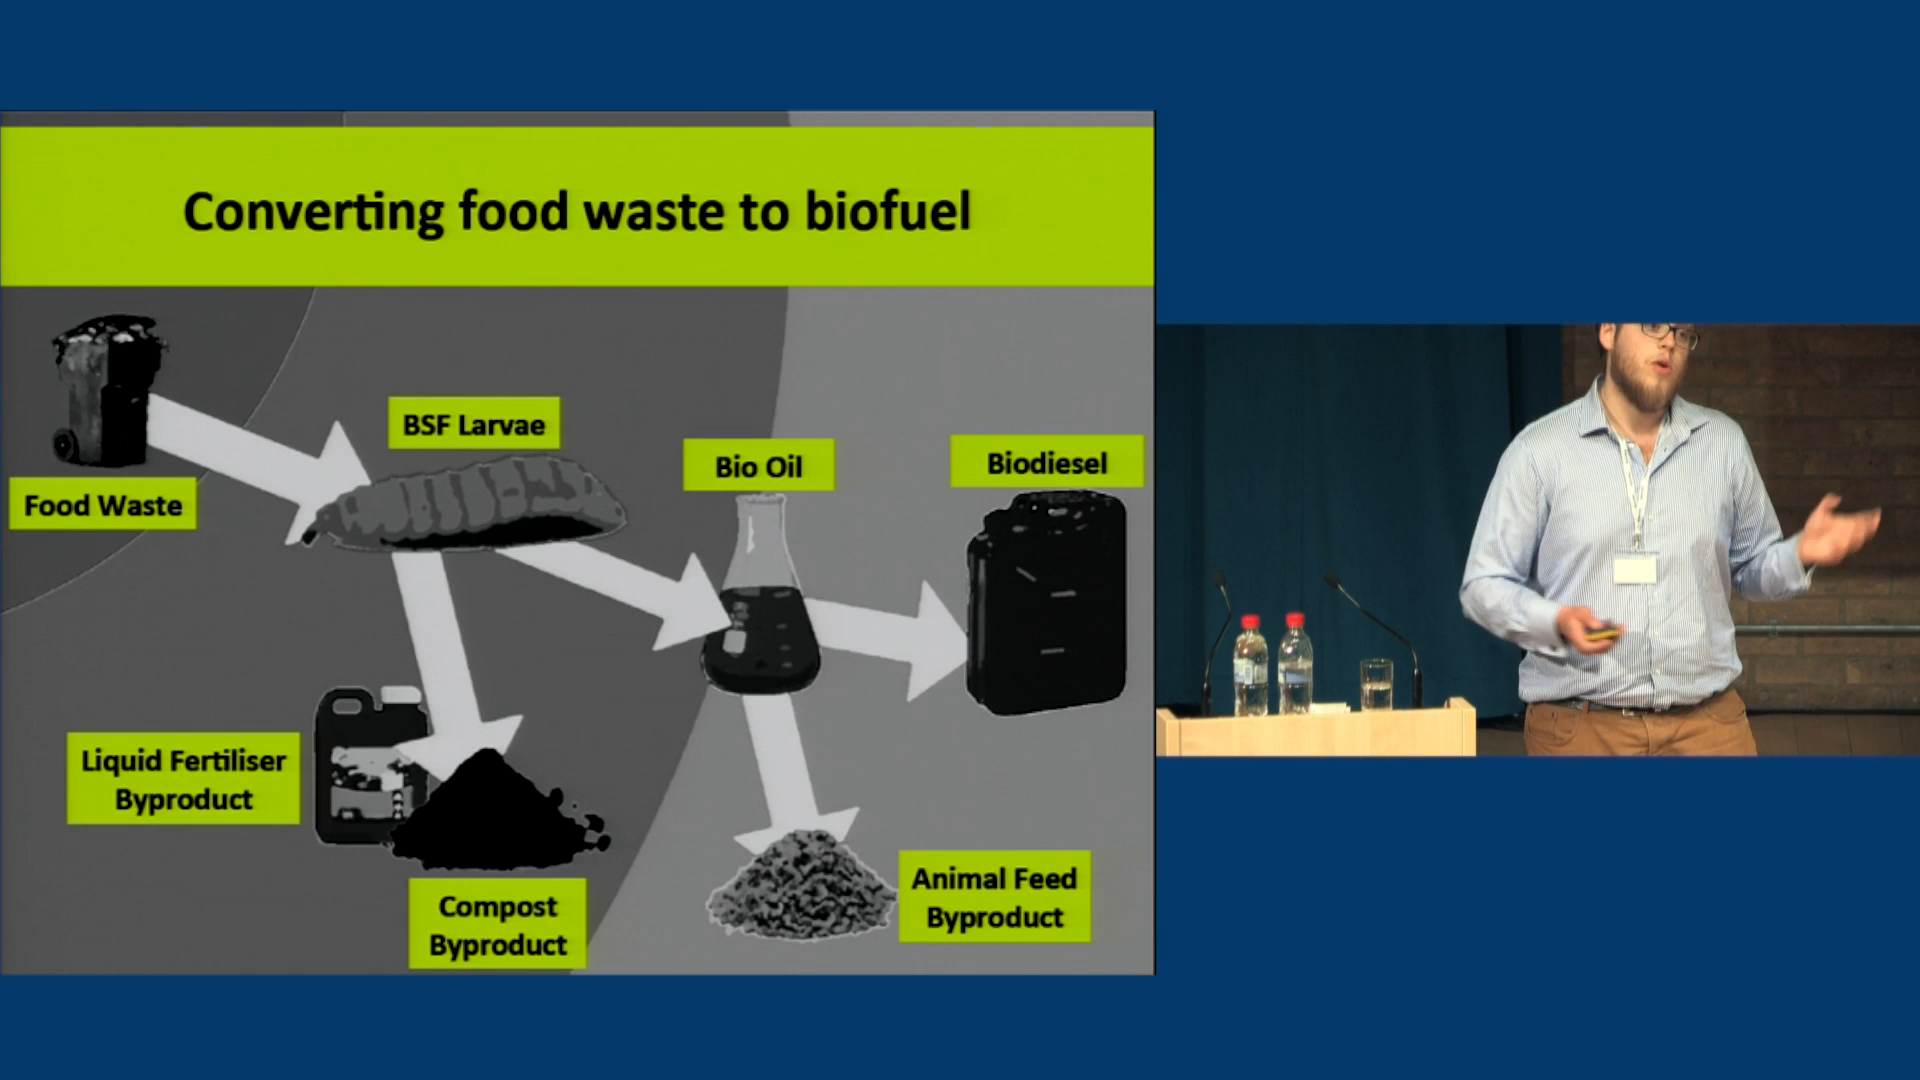 Converting food waste to biofuel
BSF Larvae
Bio Oil
Biodiesel
Food Waste
Liquid Fertiliser
Byproduct
Compost
Byproduct
Animal Feed
Byproduct